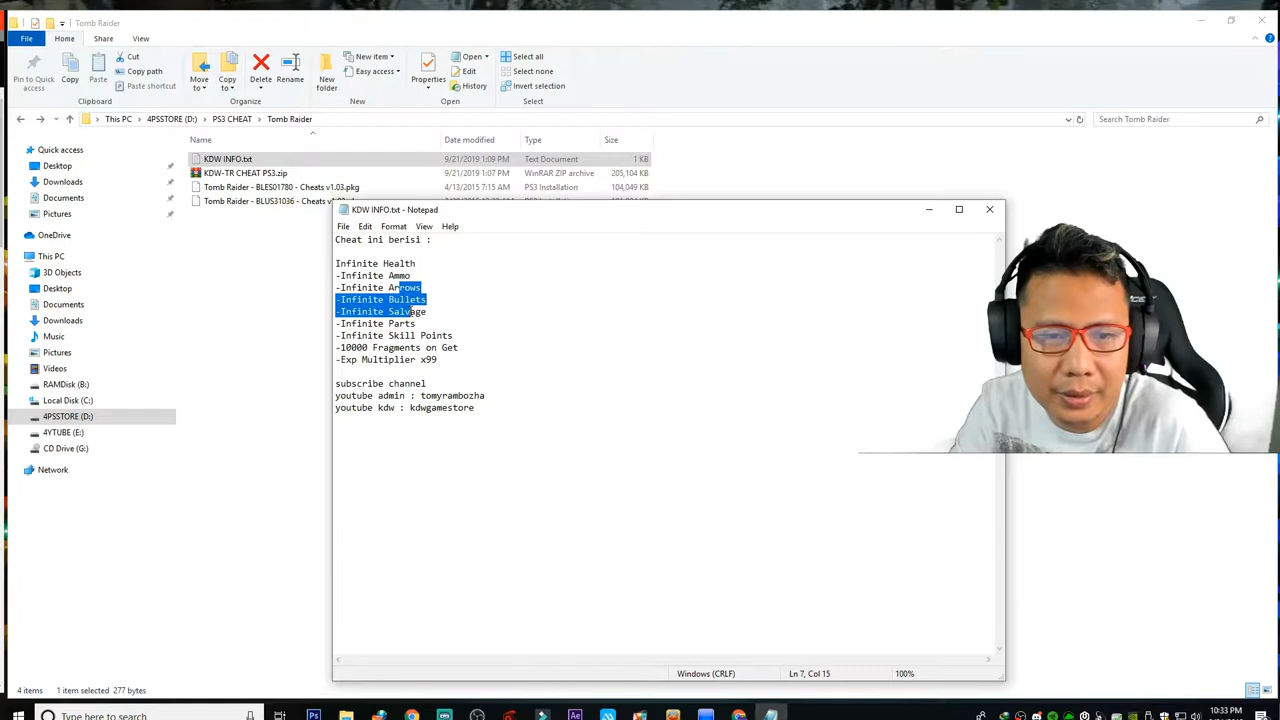 Tomb Raider
File
Home
Share
View
Pin to Quick access
Copy
Paste
Cut
Copy path
Paste shortcut
Clipboard
Move to
Copy to
Delete
Rename
Organize
New folder
New item
Easy access
New
Properties
Open
Edit
History
Open
Select all
Select none
Invert selection
Select
This PC
4PSSTORE (D:)
PS3 CHEAT
Tomb Raider
Search Tomb Raider
Name
Date modified
Type
Size
KDW INFO.txt 9/21/2019 1:09 PM Text Document 1 KB
KDW-TR CHEAT PS3.zip 9/21/2019 1:07 PM WinRAR ZIP archive 205,104 KB
Tomb Raider - BLES01780 - Cheats v1.03.pkg 4/13/2015 7:15 AM PS3 Installation 104,049 KB
Tomb Raider - BLUS31036 - Cheats
Quick access
Desktop
Downloads
Documents
Pictures
OneDrive
This PC
3D Objects
Desktop
Documents
Downloads
Music
Pictures
Videos
RAMDisk (B:)
Local Disk (C:)
4PSSTORE (D:)
4YTUBE (E:)
CD Drive (G:)
Network
KDW INFO.txt - Notepad
File Edit Format View Help
Cheat ini berisi :
Infinite Health
-Infinite Ammo
-Infinite Arrows
-Infinite Bullets
-Infinite Salvage
-Infinite Parts
-Infinite Skill Points
-10000 Fragments on Get
-Exp Multiplier x99
subscribe channel
youtube admin : tomyrambozha
youtube kdw : kdwgamestore
Windows (CRLF)
Ln 7, Col 15
100%
4 items
1 item selected 277 bytes
Type here to search
Ps
Ae
10:33 PM